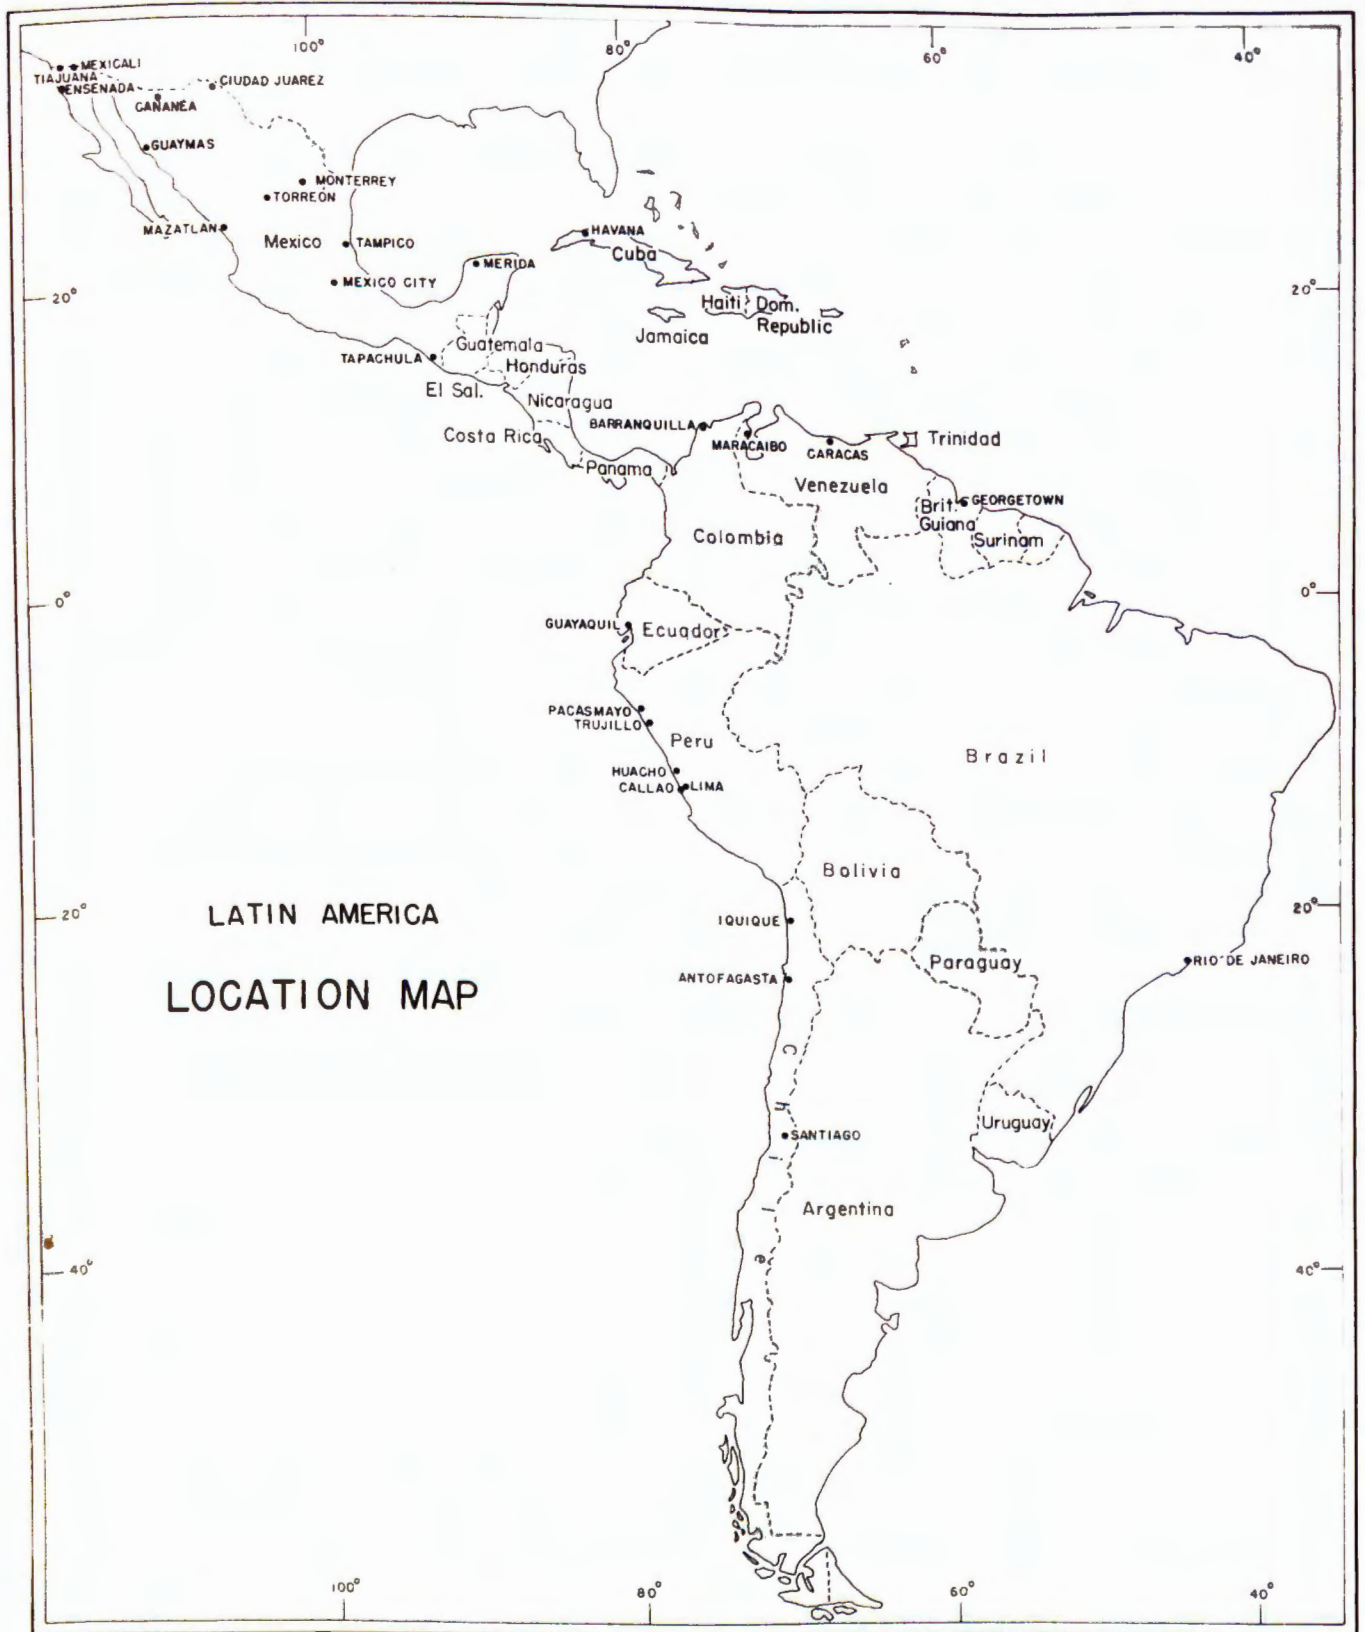 100°
80°
60°
40°
MEXICALI
TIAJUANA
ENSENADA
CIUDAD JUAREZ
CANANEA
GUAYMAS
MONTERREY
TORREON
MAZATLAN
Mexico
TAMPICO
HAVANA
Cuba
MERIDA
MEXICO CITY
20°
20°
Haiti
Dom.
Republic
Jamaica
Guatemala
TAPACHULA
Honduras
El Sal.
Nicaragua
BARRANQUILLA
Costa Rica
MARACAIBO
CARACAS
Trinidad
Panama
Venezuela
Brit.
Guiana
GEORGETOWN
Colombia
Surinam
0°
0°
GUAYAQUIL
Ecuador
PACASMAYO
TRUJILLO
Peru
Brazil
HUACHO
CALLAO
LIMA
Bolivia
LATIN AMERICA
20°
20°
IQUIQUE
Paraguay
RIO DE JANEIRO
ANTOFAGASTA
LOCATION MAP
Chile
Uruguay
SANTIAGO
Argentina
40°
40°
100°
80°
60°
40°